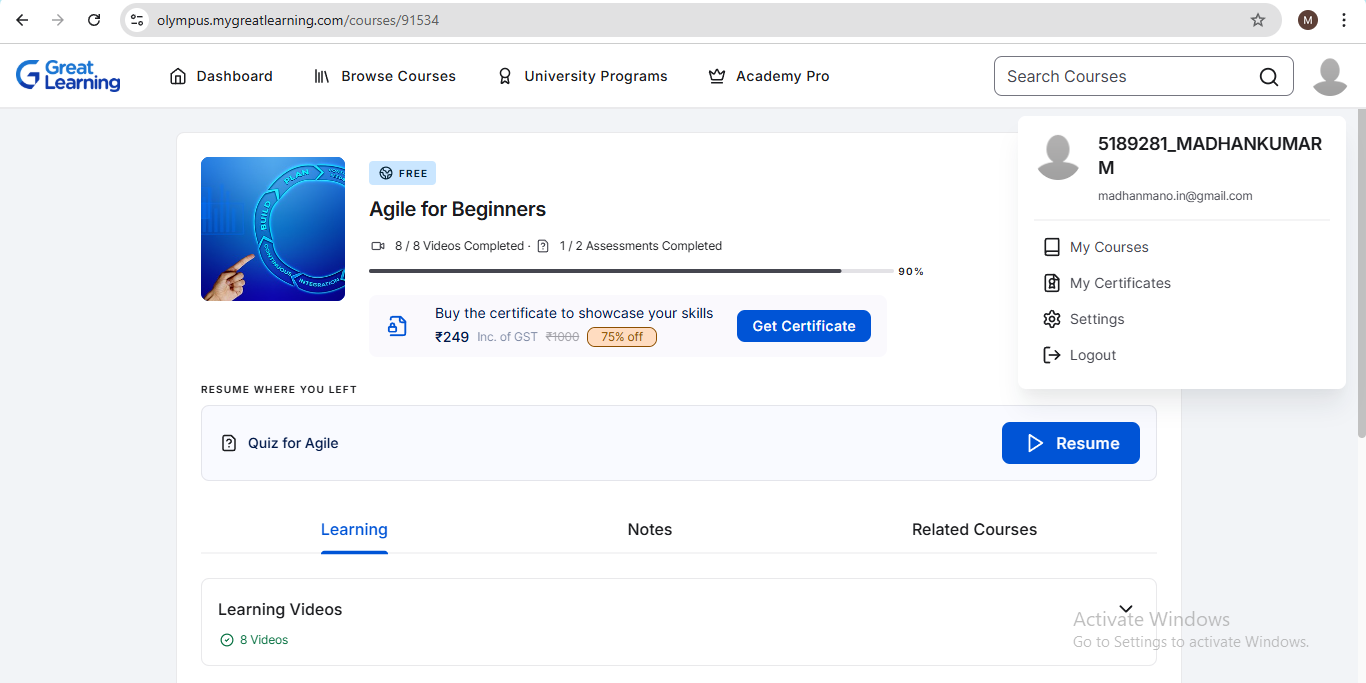 olympus.mygreatlearning.com/courses/91534
M
Great
Learning
Dashboard
Browse Courses
University Programs
Academy Pro
Search Courses
5189281_MADHANKUMAR
M
madhanmano.in@gmail.com
My Courses
My Certificates
Settings
Logout
PLAN
BUILD
CONTINUOUS
INTEGRATION
FREE
Agile for Beginners
8 / 8 Videos Completed · 1 / 2 Assessments Completed
90%
Buy the certificate to showcase your skills
₹249 Inc. of GST ₹1000 75% off
Get Certificate
RESUME WHERE YOU LEFT
Quiz for Agile
Resume
Learning
Notes
Related Courses
Learning Videos
8 Videos
Activate Windows
Go to Settings to activate Windows.